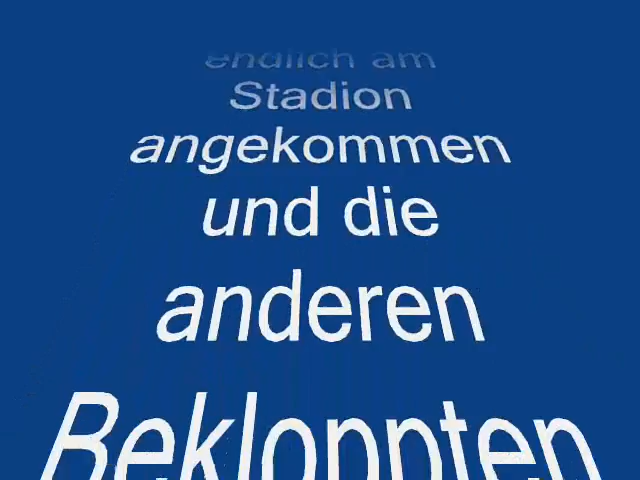 endlich am
Stadion
angekommen
und die
anderen
Bekloppten